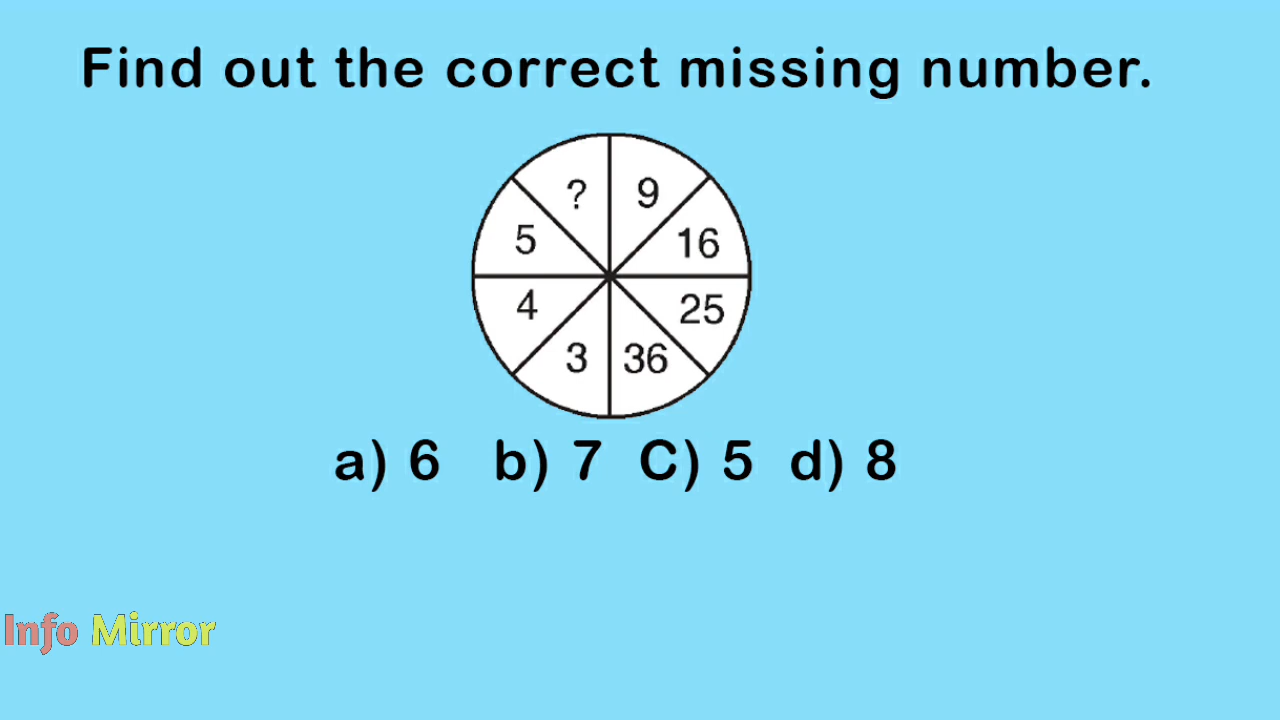 Find out the correct missing number.
? 9
5 16
4 25
3 36
a) 6 b) 7 C) 5 d) 8
Info Mirror